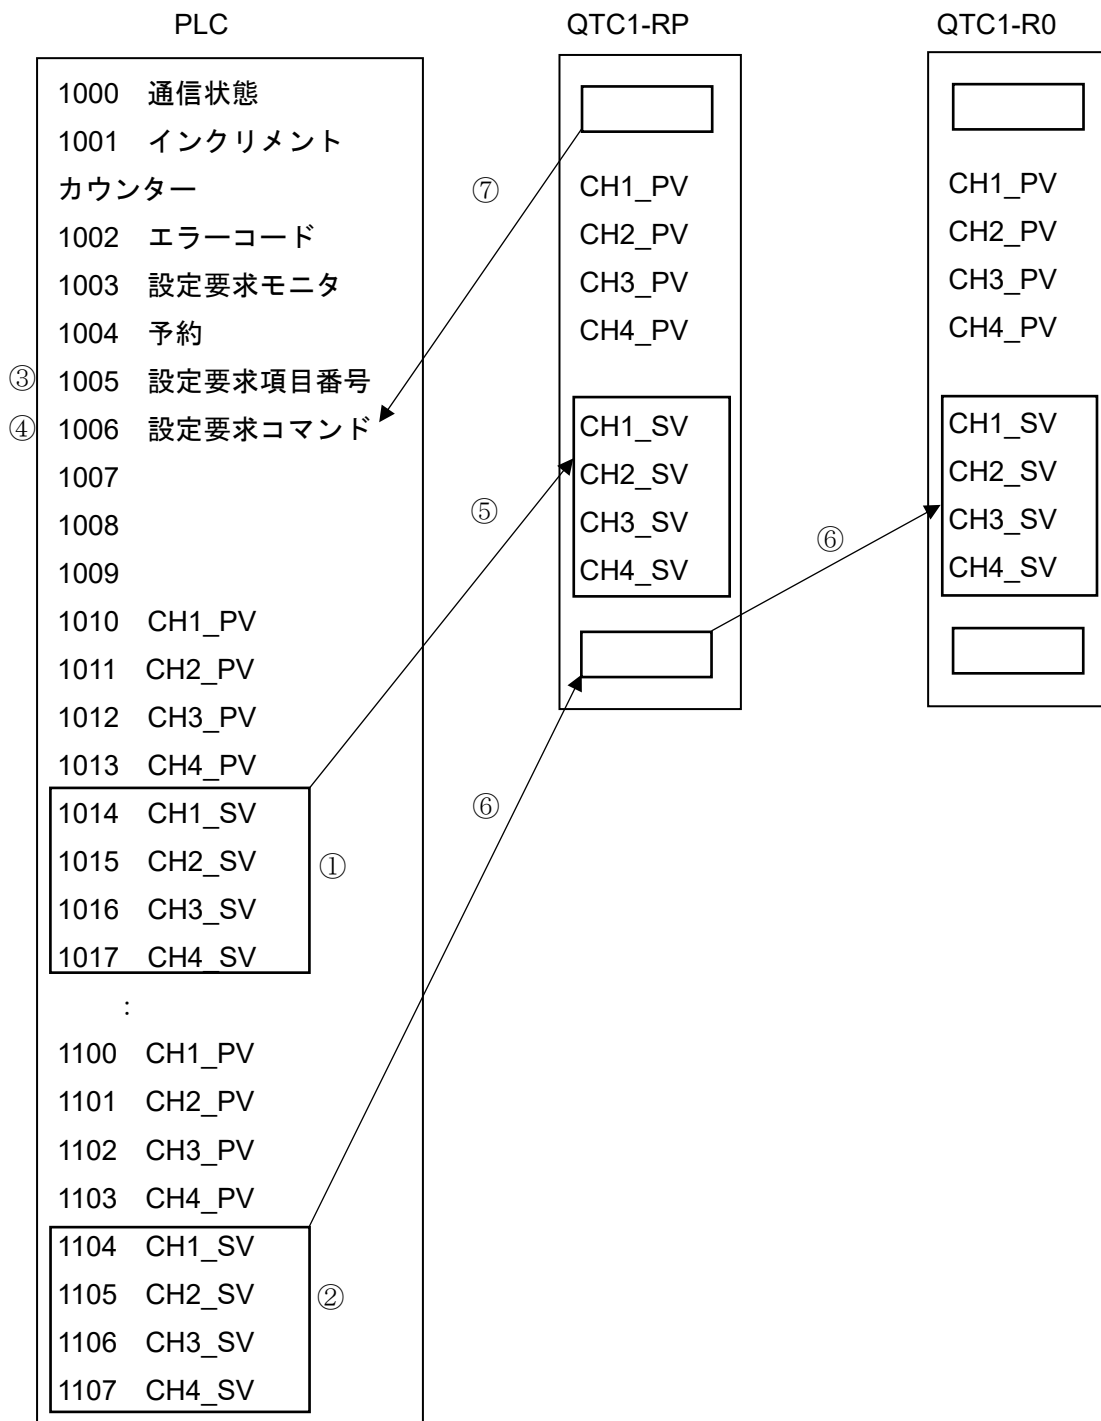 PLC
1000 通信状態
1001 インクリメント
カウンター
1002 エラーコード
1003 設定要求モニタ
1004 予約
③ 1005 設定要求項目番号
④ 1006 設定要求コマンド
1007
1008
1009
1010 CH1_PV
1011 CH2_PV
1012 CH3_PV
1013 CH4_PV
1014 CH1_SV
1015 CH2_SV
①
1016 CH3_SV
1017 CH4_SV
:
1100 CH1_PV
1101 CH2_PV
1102 CH3_PV
1103 CH4_PV
1104 CH1_SV
1105 CH2_SV
②
1106 CH3_SV
1107 CH4_SV
⑦
⑤
⑥
QTC1-RP
CH1_PV
CH2_PV
CH3_PV
CH4_PV
CH1_SV
CH2_SV
CH3_SV
CH4_SV
⑥
QTC1-R0
CH1_PV
CH2_PV
CH3_PV
CH4_PV
CH1_SV
CH2_SV
CH3_SV
CH4_SV